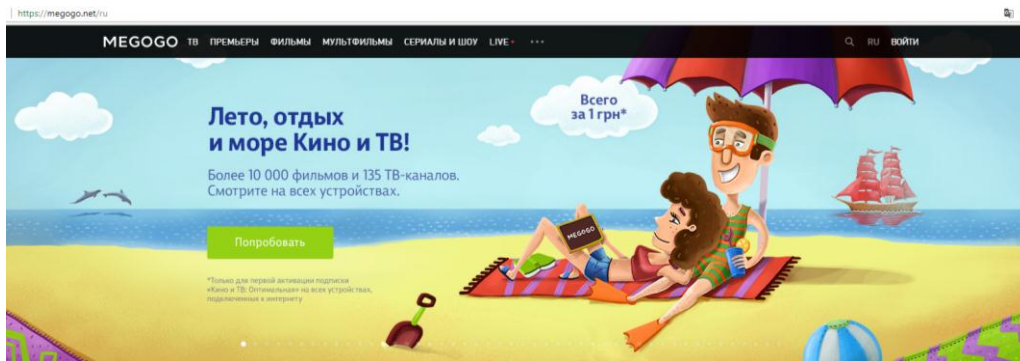 https://megogo.net/ru
MEGOGO ТВ ПРЕМЬЕРЫ ФИЛЬМЫ МУЛЬТФИЛЬМЫ СЕРИАЛЫ И ШОУ LIVE ··· RU ВОЙТИ
Всего
за 1 грн*
Лето, отдых
и море Кино и ТВ!
Более 10 000 фильмов и 135 ТВ-каналов.
Смотрите на всех устройствах.
MEGOGO
Попробовать
*Только для первой активации подписки
«Кино и ТВ: Оптимальная» на всех устройствах,
подключенных к интернету